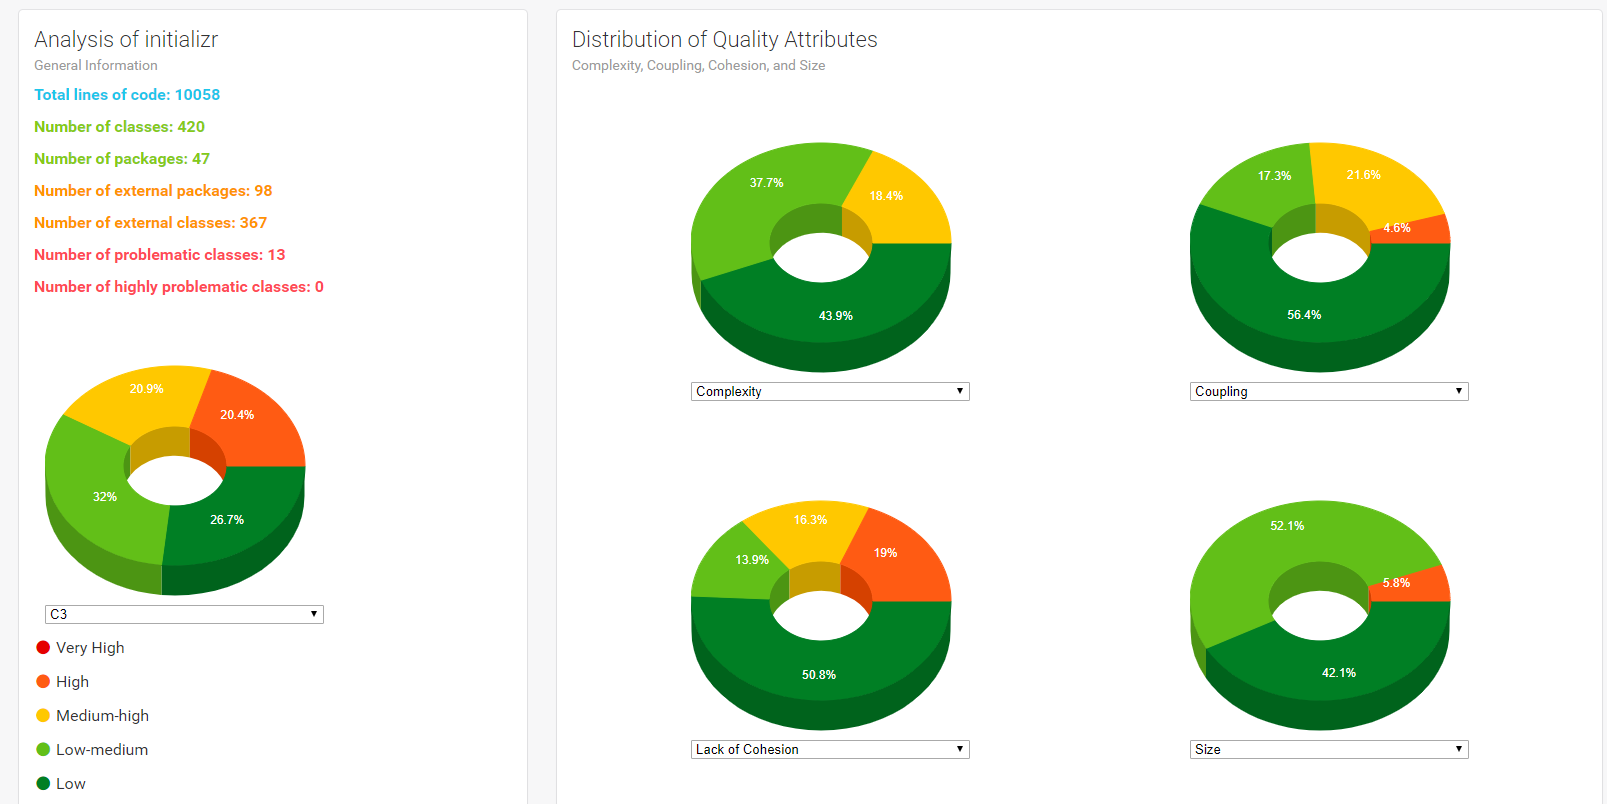 Analysis of initializr
General Information
Total lines of code: 10058
Number of classes: 420
Number of packages: 47
Number of external packages: 98
Number of external classes: 367
Number of problematic classes: 13
Number of highly problematic classes: 0
20.9%
20.4%
32%
26.7%
C3
Very High
High
Medium-high
Low-medium
Low
Distribution of Quality Attributes
Complexity, Coupling, Cohesion, and Size
37.7%
18.4%
43.9%
Complexity
17.3%
21.6%
4.6%
56.4%
Coupling
16.3%
13.9%
19%
50.8%
Lack of Cohesion
52.1%
5.8%
42.1%
Size